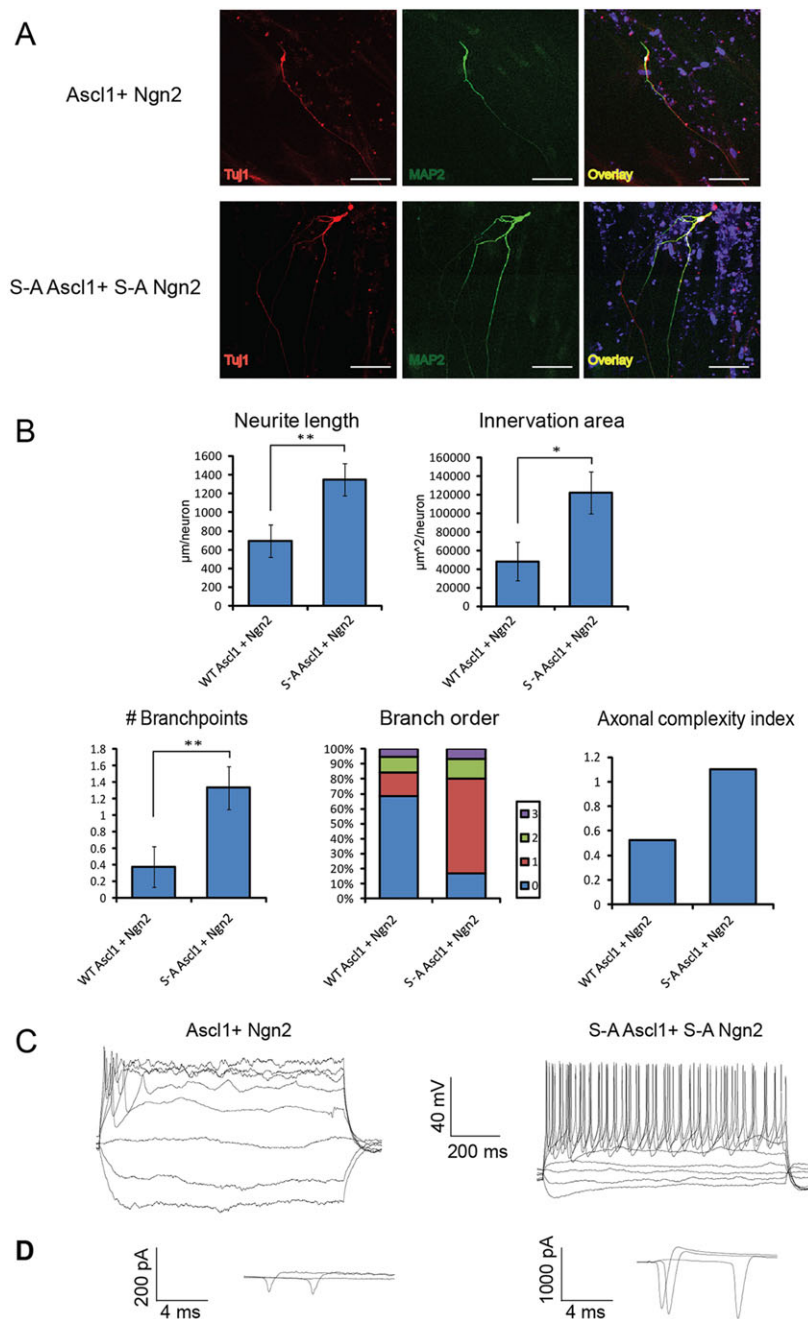 A
Ascl1+ Ngn2
Tuj1
MAP2
Overlay
S-A Ascl1+ S-A Ngn2
Tuj1
MAP2
Overlay
B
Neurite length
**
μm/neuron
1600
1400
1200
1000
800
600
400
200
0
WT Ascl1 + Ngn2
S-A Ascl1 + Ngn2
Innervation area
*
μm^2/neuron
160000
140000
120000
100000
80000
60000
40000
20000
0
WT Ascl1 + Ngn2
S-A Ascl1 + Ngn2
# Branchpoints
**
1.8
1.6
1.4
1.2
1
0.8
0.6
0.4
0.2
0
WT Ascl1 + Ngn2
S-A Ascl1 + Ngn2
Branch order
100%
90%
80%
70%
60%
50%
40%
30%
20%
10%
0%
3
2
1
0
WT Ascl1 + Ngn2
S-A Ascl1 + Ngn2
Axonal complexity index
1.2
1
0.8
0.6
0.4
0.2
0
WT Ascl1 + Ngn2
S-A Ascl1 + Ngn2
C
Ascl1+ Ngn2
40 mV
200 ms
S-A Ascl1+ S-A Ngn2
D
200 pA
4 ms
1000 pA
4 ms